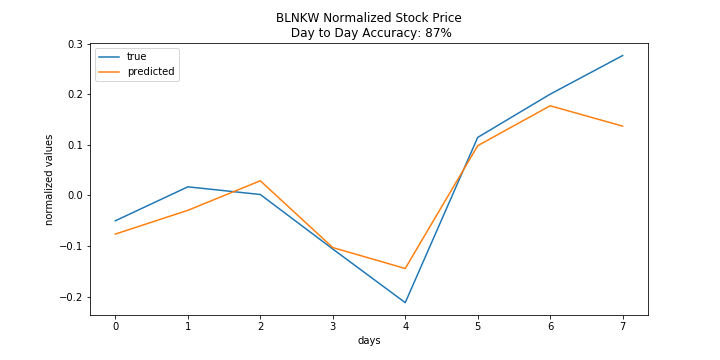 BLNKW Normalized Stock Price
Day to Day Accuracy: 87%
true
predicted
normalized values
0.3
0.2
0.1
0.0
−0.1
−0.2
0 1 2 3 4 5 6 7
days